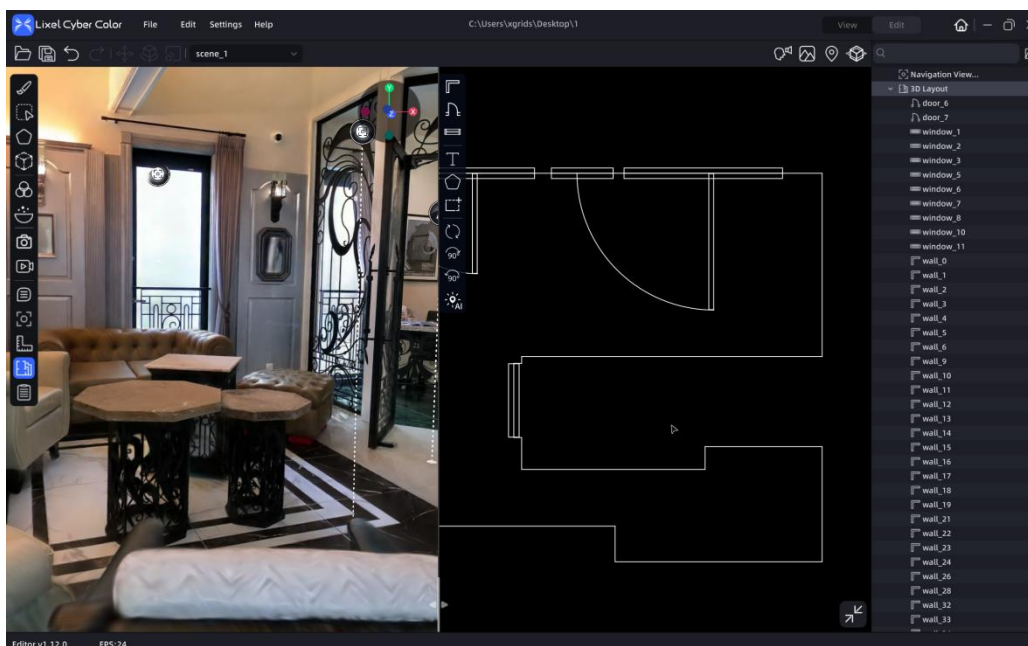 Lixel Cyber Color File Edit Settings Help C:\Users\xgrids\Desktop\1 View Edit
scene_1
Navigation View...
3D Layout
door_6
door_7
window_1
window_2
window_3
window_5
window_6
window_7
window_8
window_10
window_11
wall_0
wall_1
wall_2
wall_3
wall_4
wall_5
wall_6
wall_9
wall_10
wall_11
wall_12
wall_13
wall_14
wall_15
wall_16
wall_17
wall_18
wall_19
wall_21
wall_22
wall_23
wall_24
wall_26
wall_28
wall_32
wall_33
Y
X
Z
T
90°
90°
AI
Editor v1.12.0 FPS:24